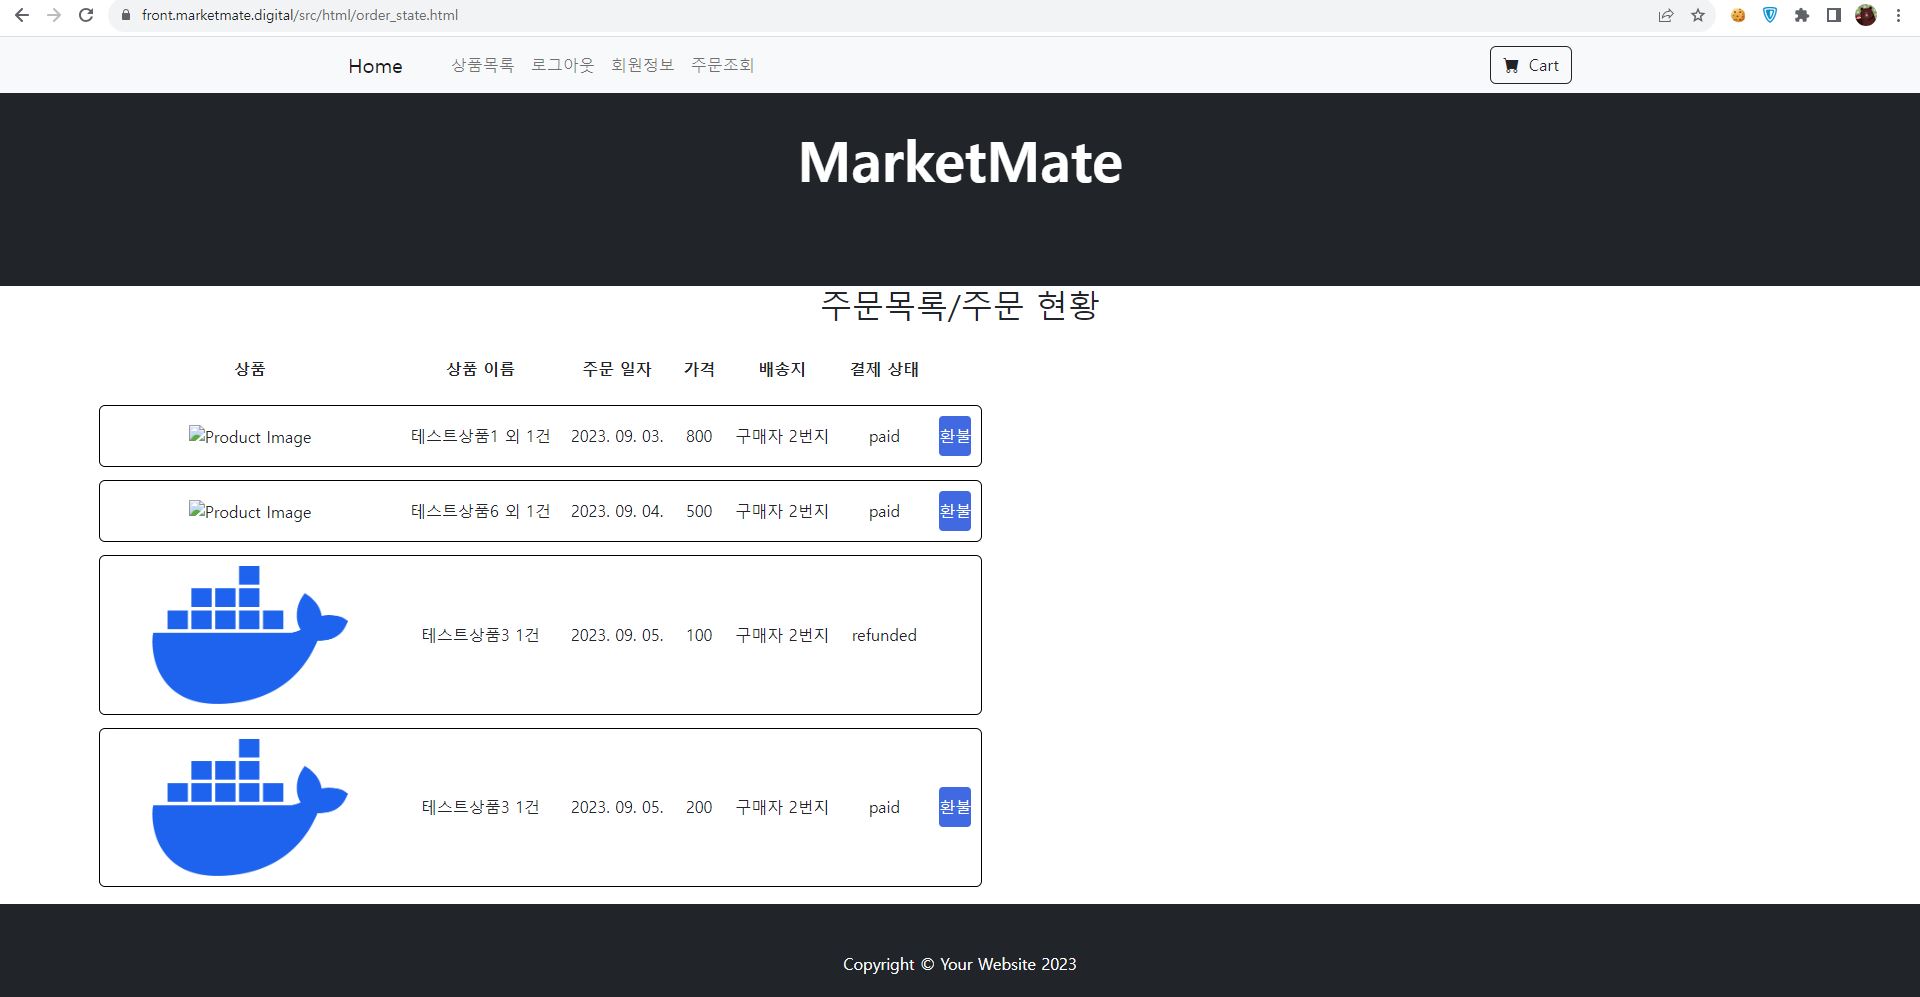 front.marketmate.digital/src/html/order_state.html
Home 상품목록 로그아웃 회원정보 주문조회 Cart
MarketMate
주문목록/주문 현황
상품 상품 이름 주문 일자 가격 배송지 결제 상태
Product Image 테스트상품1 외 1건 2023. 09. 03. 800 구매자 2번지 paid 환불
Product Image 테스트상품6 외 1건 2023. 09. 04. 500 구매자 2번지 paid 환불
테스트상품3 1건 2023. 09. 05. 100 구매자 2번지 refunded
테스트상품3 1건 2023. 09. 05. 200 구매자 2번지 paid 환불
Copyright © Your Website 2023